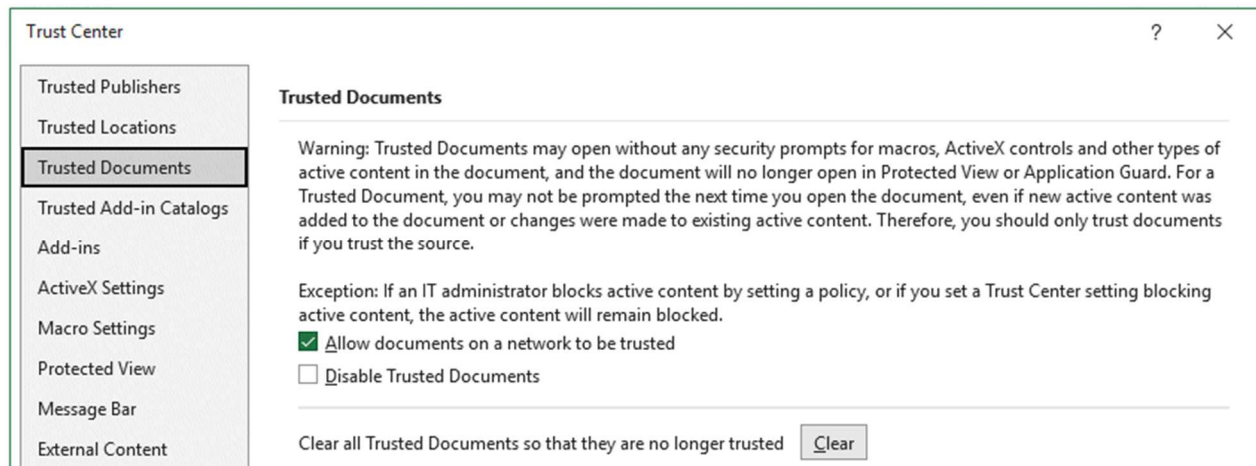 Trust Center
?
Trusted Publishers
Trusted Locations
Trusted Documents
Trusted Add-in Catalogs
Add-ins
ActiveX Settings
Macro Settings
Protected View
Message Bar
External Content
Trusted Documents
Warning: Trusted Documents may open without any security prompts for macros, ActiveX controls and other types of
active content in the document, and the document will no longer open in Protected View or Application Guard. For a
Trusted Document, you may not be prompted the next time you open the document, even if new active content was
added to the document or changes were made to existing active content. Therefore, you should only trust documents
if you trust the source.
Exception: If an IT administrator blocks active content by setting a policy, or if you set a Trust Center setting blocking
active content, the active content will remain blocked.
Allow documents on a network to be trusted
Disable Trusted Documents
Clear all Trusted Documents so that they are no longer trusted Clear